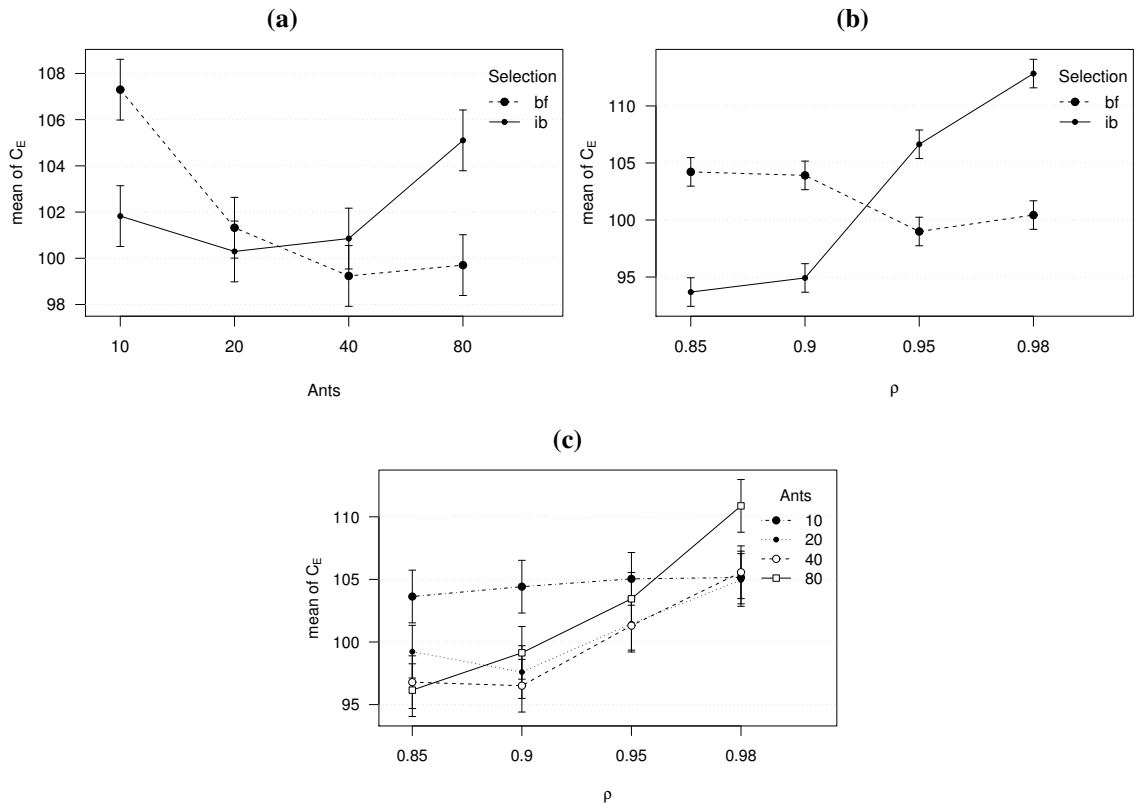 (a)
mean of C_E
108
106
104
102
100
98
10 20 40 80
Ants
Selection
bf
ib
(b)
mean of C_E
110
105
100
95
0.85 0.9 0.95 0.98
ρ
Selection
bf
ib
(c)
mean of C_E
110
105
100
95
0.85 0.9 0.95 0.98
ρ
Ants
10
20
40
80